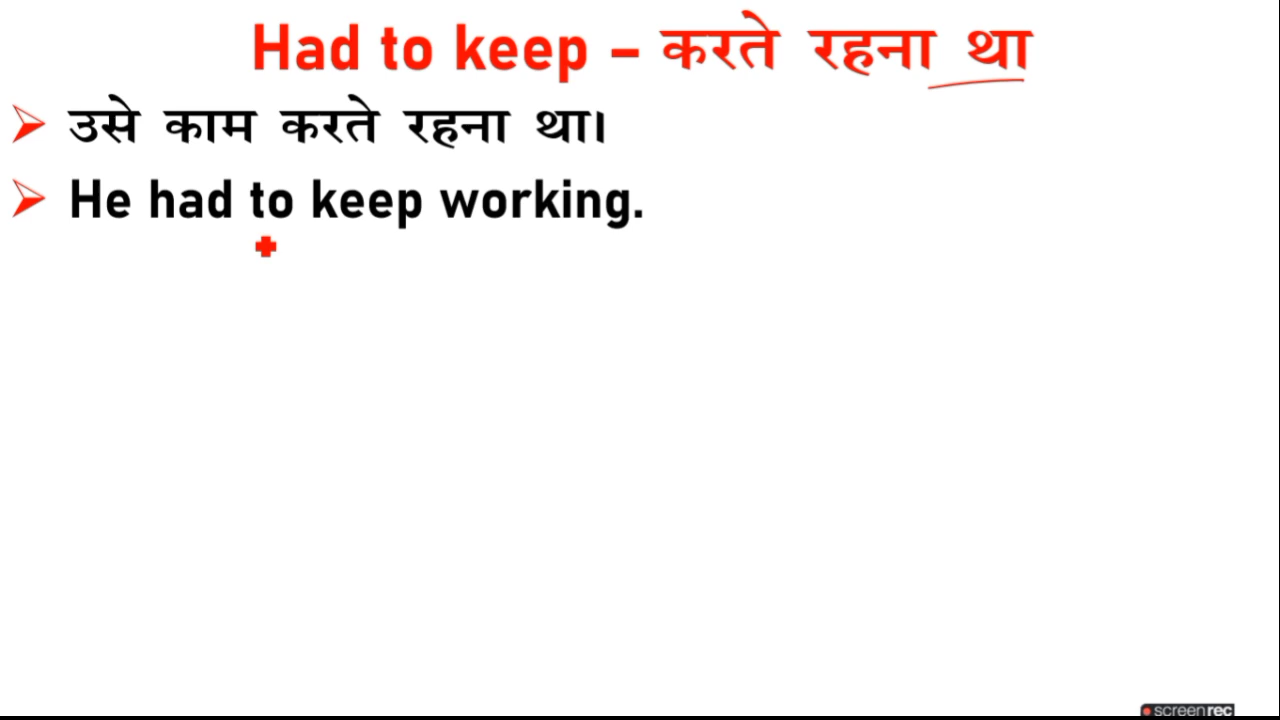 Had to keep – करते रहना था
उसे काम करते रहना था।
He had to keep working.
screenrec